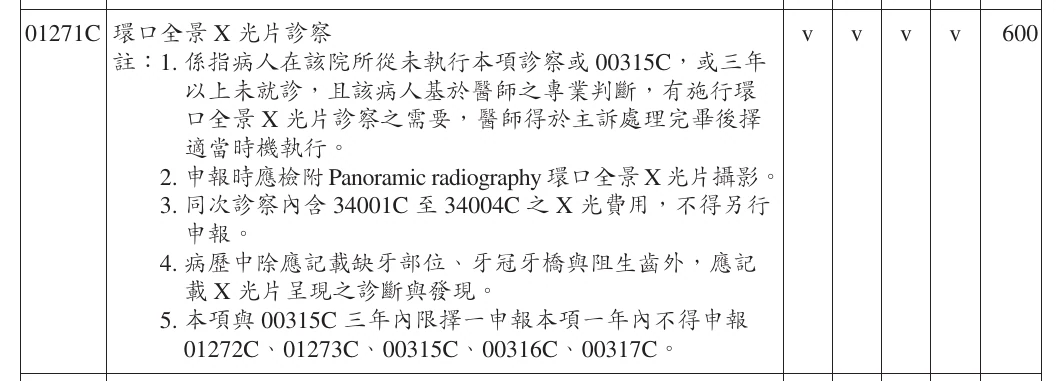 01271C 環口全景 X 光片診察 v v v v 600
註：1. 係指病人在該院所從未執行本項診察或 00315C，或三年
以上未就診，且該病人基於醫師之專業判斷，有施行環
口全景 X 光片診察之需要，醫師得於主訴處理完畢後擇
適當時機執行。
2. 申報時應檢附 Panoramic radiography 環口全景 X 光片攝影。
3. 同次診察內含 34001C 至 34004C 之 X 光費用，不得另行
申報。
4. 病歷中除應記載缺牙部位、牙冠牙橋與阻生齒外，應記
載 X 光片呈現之診斷與發現。
5. 本項與 00315C 三年內限擇一申報本項一年內不得申報
01272C、01273C、00315C、00316C、00317C。